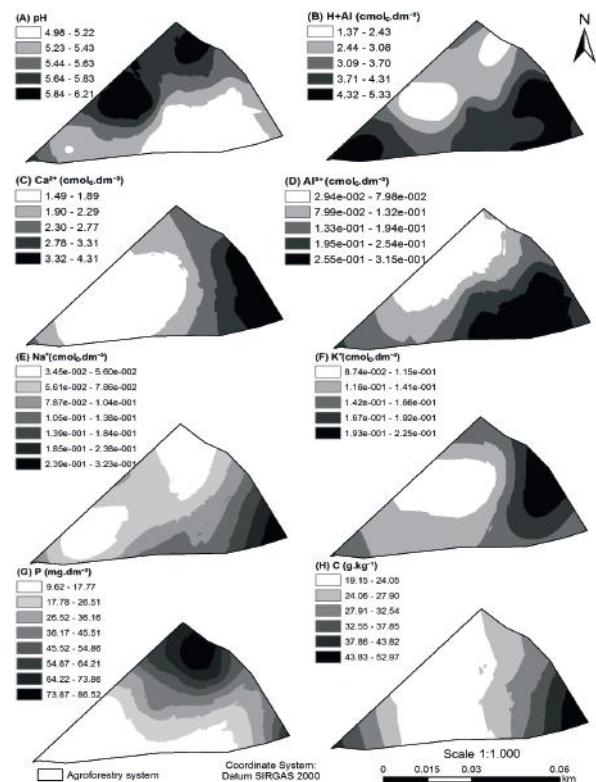 (A) pH
4.98 - 5.22
5.23 - 5.43
5.44 - 5.63
5.64 - 5.83
5.84 - 6.21
(B) H+Al (cmolc.dm⁻³)
1.37 - 2.43
2.44 - 3.08
3.09 - 3.70
3.71 - 4.31
4.32 - 5.33
N
(C) Ca²⁺ (cmolc.dm⁻³)
1.49 - 1.89
1.90 - 2.29
2.30 - 2.77
2.78 - 3.31
3.32 - 4.31
(D) Al³⁺ (cmolc.dm⁻³)
2.94e-002 - 7.98e-002
7.99e-002 - 1.32e-001
1.33e-001 - 1.94e-001
1.95e-001 - 2.54e-001
2.55e-001 - 3.15e-001
(E) Na⁺(cmolc.dm⁻³)
3.45e-002 - 5.60e-002
5.61e-002 - 7.86e-002
7.87e-002 - 1.04e-001
1.05e-001 - 1.38e-001
1.39e-001 - 1.84e-001
1.85e-001 - 2.38e-001
2.39e-001 - 3.23e-001
(F) K⁺(cmolc.dm⁻³)
8.74e-002 - 1.15e-001
1.16e-001 - 1.41e-001
1.42e-001 - 1.66e-001
1.67e-001 - 1.92e-001
1.93e-001 - 2.25e-001
(G) P (mg.dm⁻³)
9.62 - 17.77
17.78 - 26.51
26.52 - 36.16
36.17 - 45.51
45.52 - 54.86
54.87 - 64.21
64.22 - 73.86
73.87 - 86.52
(H) C (g.kg⁻¹)
19.15 - 24.05
24.06 - 27.90
27.91 - 32.54
32.55 - 37.85
37.86 - 43.82
43.83 - 52.97
Agroforestry system
Coordinate System:
Datum SIRGAS 2000
Scale 1:1.000
0 0,015 0.03 0.06
km